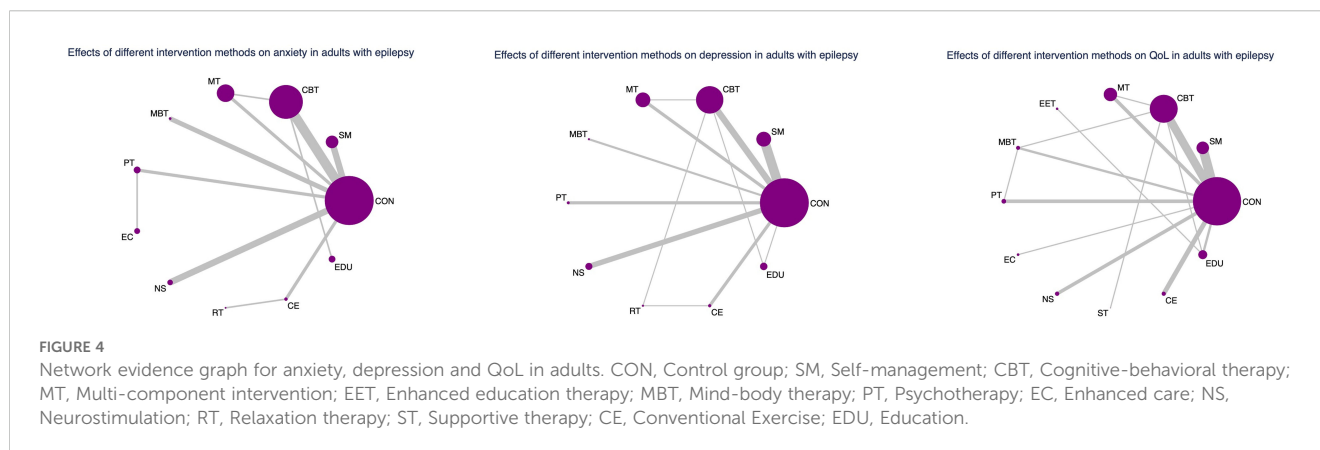 Effects of different intervention methods on anxiety in adults with epilepsy
MT
CBT
MBT
SM
PT
CON
EC
EDU
NS
CE
RT
Effects of different intervention methods on depression in adults with epilepsy
MT
CBT
MBT
SM
PT
CON
NS
EDU
RT
CE
Effects of different intervention methods on QoL in adults with epilepsy
MT
EET
CBT
MBT
SM
PT
CON
EC
EDU
NS
CE
ST
FIGURE 4
Network evidence graph for anxiety, depression and QoL in adults. CON, Control group; SM, Self-management; CBT, Cognitive-behavioral therapy;
MT, Multi-component intervention; EET, Enhanced education therapy; MBT, Mind-body therapy; PT, Psychotherapy; EC, Enhanced care; NS,
Neurostimulation; RT, Relaxation therapy; ST, Supportive therapy; CE, Conventional Exercise; EDU, Education.